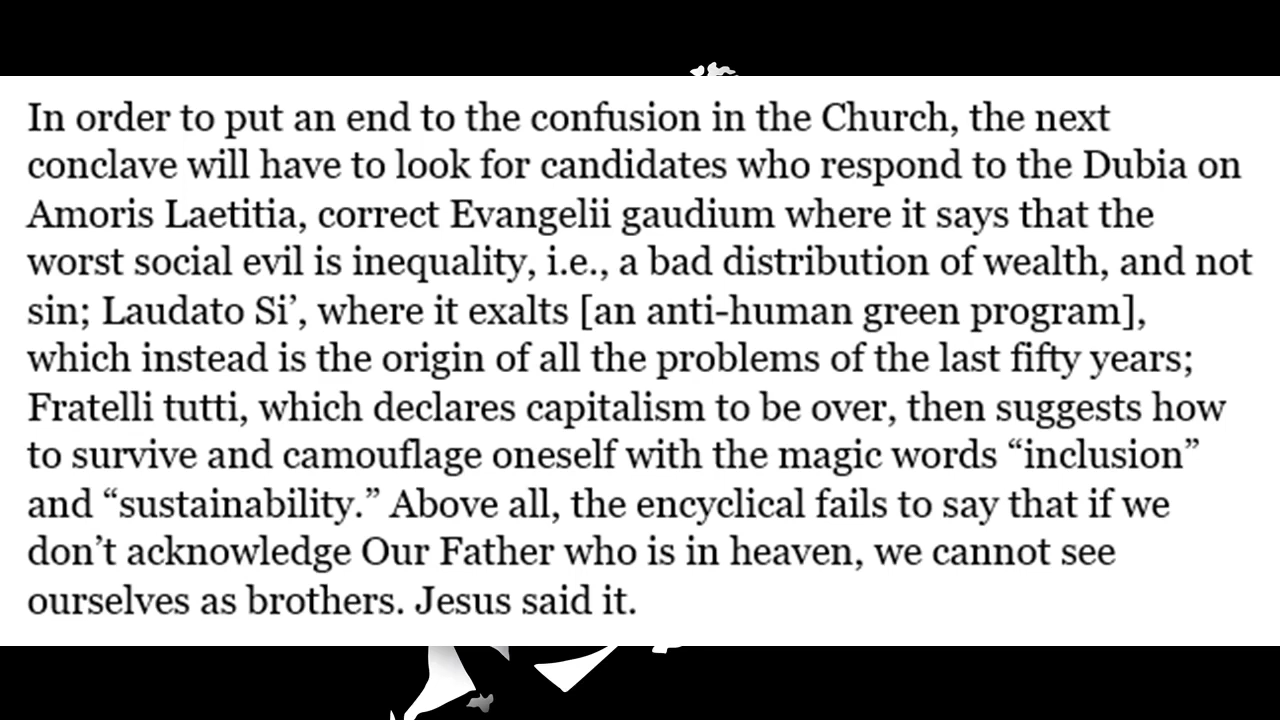 In order to put an end to the confusion in the Church, the next
conclave will have to look for candidates who respond to the Dubia on
Amoris Laetitia, correct Evangelii gaudium where it says that the
worst social evil is inequality, i.e., a bad distribution of wealth, and not
sin; Laudato Si’, where it exalts [an anti-human green program],
which instead is the origin of all the problems of the last fifty years;
Fratelli tutti, which declares capitalism to be over, then suggests how
to survive and camouflage oneself with the magic words “inclusion”
and “sustainability.” Above all, the encyclical fails to say that if we
don’t acknowledge Our Father who is in heaven, we cannot see
ourselves as brothers. Jesus said it.